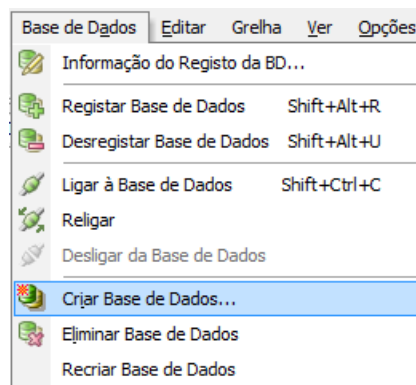 Base de Dados Editar Grelha Ver Opções
Informação do Registo da BD...
Registar Base de Dados Shift+Alt+R
Desregistar Base de Dados Shift+Alt+U
Ligar à Base de Dados Shift+Ctrl+C
Religar
Desligar da Base de Dados
Criar Base de Dados...
Eliminar Base de Dados
Recriar Base de Dados